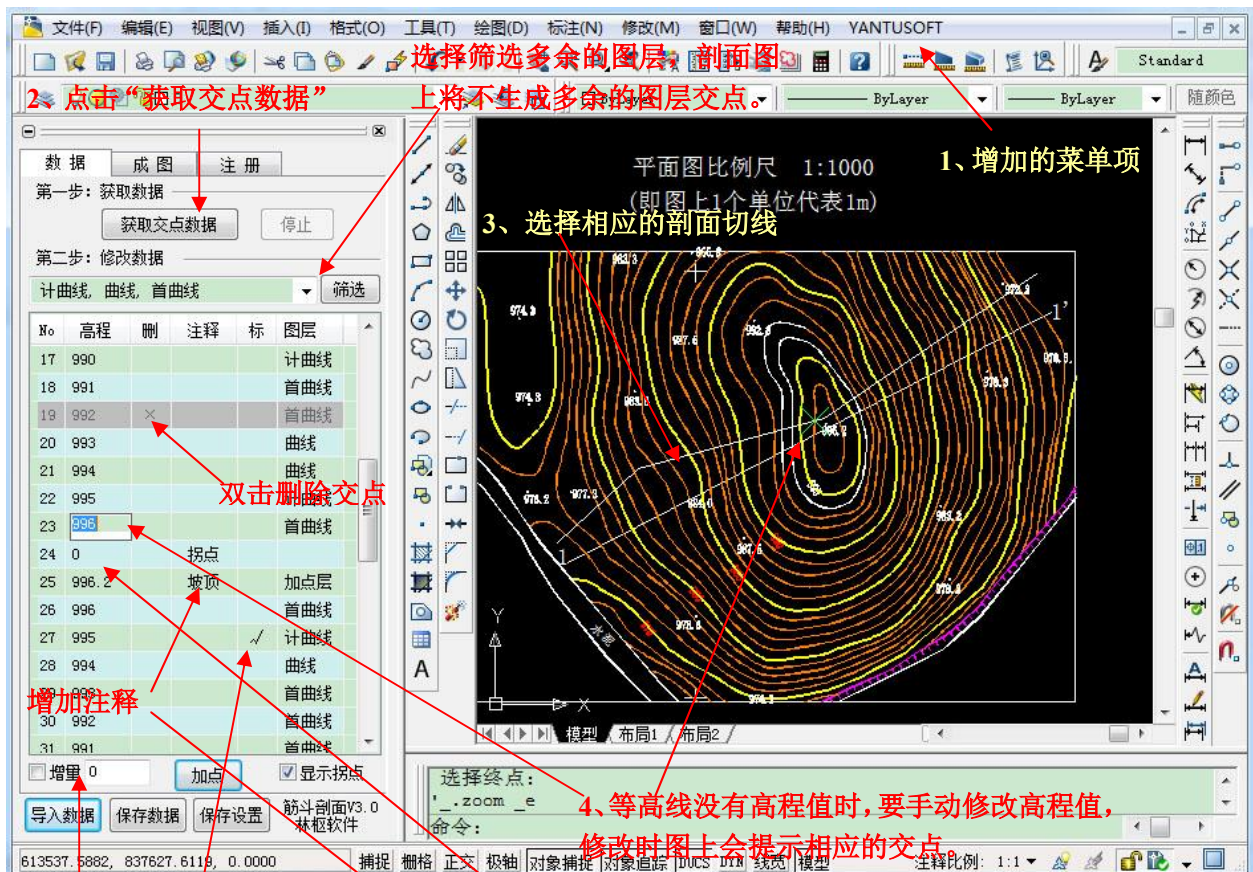 文件(F) 编辑(E) 视图(V) 插入(I) 格式(O) 工具(T) 绘图(D) 标注(N) 修改(M) 窗口(W) 帮助(H) YANTUSOFT
选择筛选多余的图层，剖面图
上将不生成多余的图层交点。
Standard
2、点击“获取交点数据”
ByLayer ByLayer 随颜色
1、增加的菜单项
数据 成图 注册
第一步：获取数据
获取交点数据 停止
第二步：修改数据
计曲线, 曲线, 首曲线 筛选
No 高程 删 注释 标 图层
17 990 计曲线
18 991 首曲线
19 992 × 首曲线
20 993 曲线
21 994 曲线
22 995
双击删除交点
23 996 首曲线
24 0 拐点
25 996.2 坡顶 加点层
26 996 首曲线
27 995 √ 计曲线
28 994 曲线
首曲线
增加注释
30 992 首曲线
31 991 首曲线
增量 0 加点 显示拐点
导入数据 保存数据 保存设置 筋斗剖面V3.0
林枢软件
平面图比例尺 1:1000
(即图上1个单位代表1m)
3、选择相应的剖面切线
982.3
974.3
992.8
987.6
1'
974.3
996.2
976.2
977.3
1
987.5
水泥
Y
X
模型 布局1 布局2
选择终点:
'_.zoom _e
命令:
4、等高线没有高程值时，要手动修改高程值，
修改时图上会提示相应的交点。
613537.5882, 837627.6119, 0.0000 捕捉 栅格 正交 极轴 对象捕捉 对象追踪 DUCS DYN 线宽 模型 注释比例: 1:1